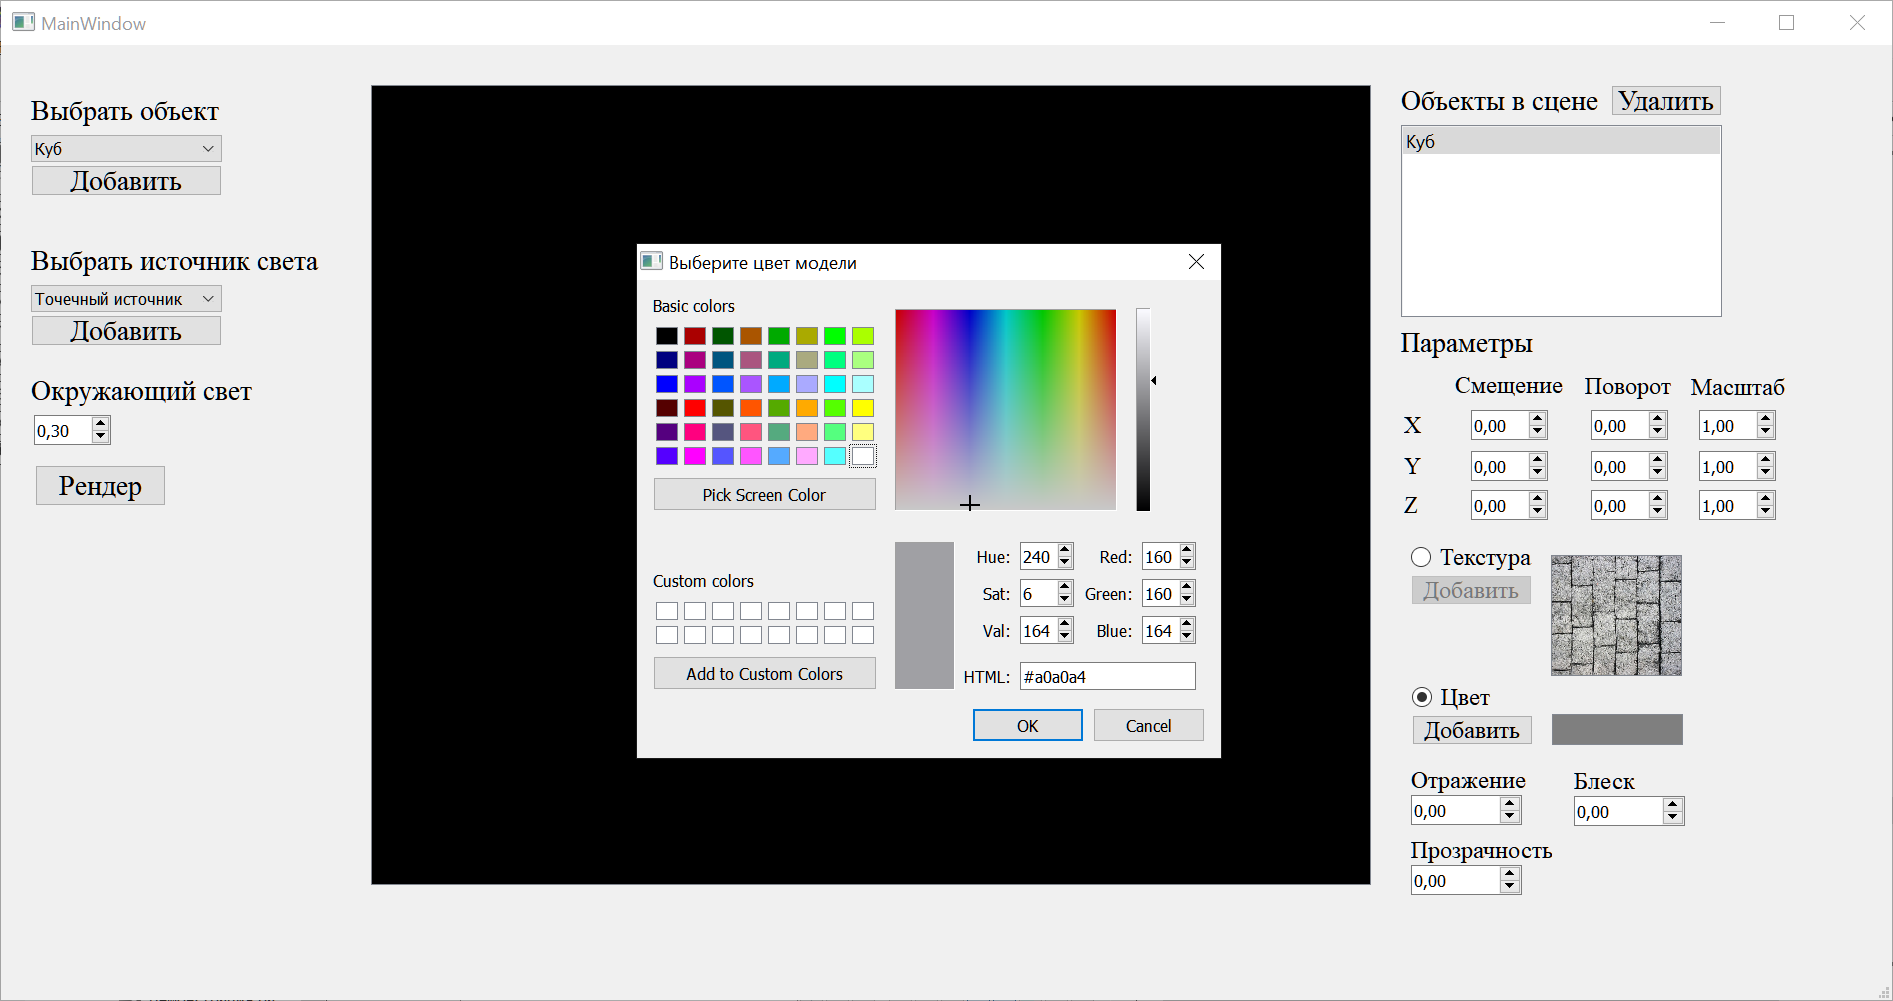 MainWindow
Выбрать объект
Куб
Добавить
Выбрать источник света
Точечный источник
Добавить
Окружающий свет
0,30
Рендер
Выберите цвет модели
Basic colors
Pick Screen Color
Custom colors
Add to Custom Colors
Hue: 240 Red: 160
Sat: 6 Green: 160
Val: 164 Blue: 164
HTML: #a0a0a4
OK Cancel
Объекты в сцене Удалить
Куб
Параметры
Смещение Поворот Масштаб
X 0,00 0,00 1,00
Y 0,00 0,00 1,00
Z 0,00 0,00 1,00
Текстура
Добавить
Цвет
Добавить
Отражение Блеск
0,00 0,00
Прозрачность
0,00